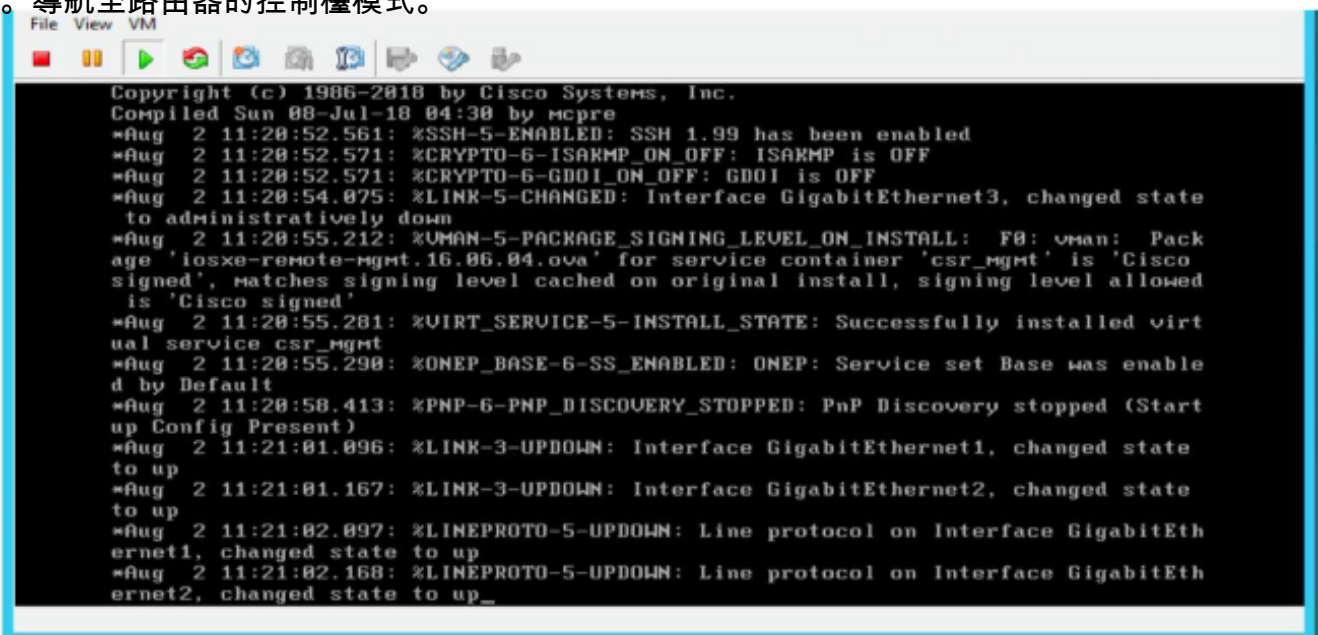 。導航至路由器的控制檯模式。
File View VM
Copyright (c) 1986-2018 by Cisco Systems, Inc.
Compiled Sun 08-Jul-18 04:30 by mcpre
*Aug 2 11:20:52.561: %SSH-5-ENABLED: SSH 1.99 has been enabled
*Aug 2 11:20:52.571: %CRYPTO-6-ISAKMP_ON_OFF: ISAKMP is OFF
*Aug 2 11:20:52.571: %CRYPTO-6-GDOI_ON_OFF: GDOI is OFF
*Aug 2 11:20:54.075: %LINK-5-CHANGED: Interface GigabitEthernet3, changed state
to administratively down
*Aug 2 11:20:55.212: %VMAN-5-PACKAGE_SIGNING_LEVEL_ON_INSTALL: F0: vman: Pack
age 'iosxe-remote-mgmt.16.06.04.ova' for service container 'csr_mgmt' is 'Cisco
signed', matches signing level cached on original install, signing level allowed
is 'Cisco signed'
*Aug 2 11:20:55.281: %VIRT_SERVICE-5-INSTALL_STATE: Successfully installed virt
ual service csr_mgmt
*Aug 2 11:20:55.290: %ONEP_BASE-6-SS_ENABLED: ONEP: Service set Base was enable
d by Default
*Aug 2 11:20:58.413: %PNP-6-PNP_DISCOVERY_STOPPED: PnP Discovery stopped (Start
up Config Present)
*Aug 2 11:21:01.096: %LINK-3-UPDOWN: Interface GigabitEthernet1, changed state
to up
*Aug 2 11:21:01.167: %LINK-3-UPDOWN: Interface GigabitEthernet2, changed state
to up
*Aug 2 11:21:02.097: %LINEPROTO-5-UPDOWN: Line protocol on Interface GigabitEth
ernet1, changed state to up
*Aug 2 11:21:02.168: %LINEPROTO-5-UPDOWN: Line protocol on Interface GigabitEth
ernet2, changed state to up_